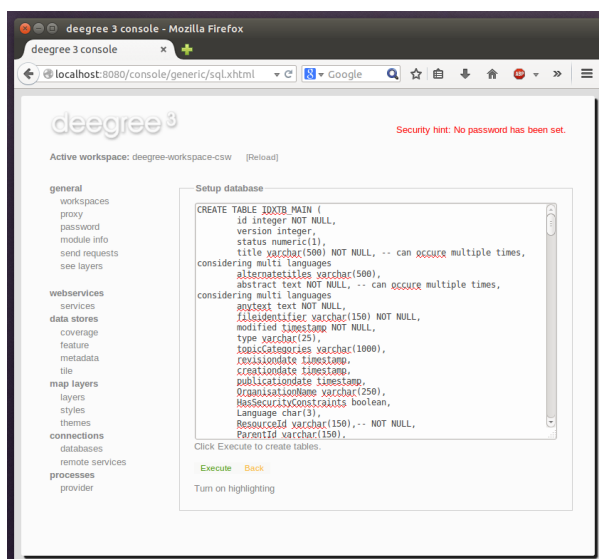 deegree 3 console - Mozilla Firefox
deegree 3 console
localhost:8080/console/generic/sql.xhtml
Google
ABP
deegree 3
Security hint: No password has been set.
Active workspace: deegree-workspace-csw [Reload]
general
workspaces
proxy
password
module info
send requests
see layers
webservices
services
data stores
coverage
feature
metadata
tile
map layers
layers
styles
themes
connections
databases
remote services
processes
provider
Setup database
CREATE TABLE IDXTB_MAIN (
id integer NOT NULL,
version integer,
status numeric(1),
title varchar(500) NOT NULL, -- can occure multiple times,
considering multi languages
alternatetitles varchar(500),
abstract text NOT NULL, -- can occure multiple times,
considering multi languages
anytext text NOT NULL,
fileidentifier varchar(150) NOT NULL,
modified timestamp NOT NULL,
type varchar(25),
topicCategories varchar(1000),
revisiondate timestamp,
creationdate timestamp,
publicationdate timestamp,
OrganisationName varchar(250),
HasSecurityConstraints boolean,
Language char(3),
ResourceId varchar(150),-- NOT NULL,
ParentId varchar(150),
Click Execute to create tables.
Execute Back
Turn on highlighting